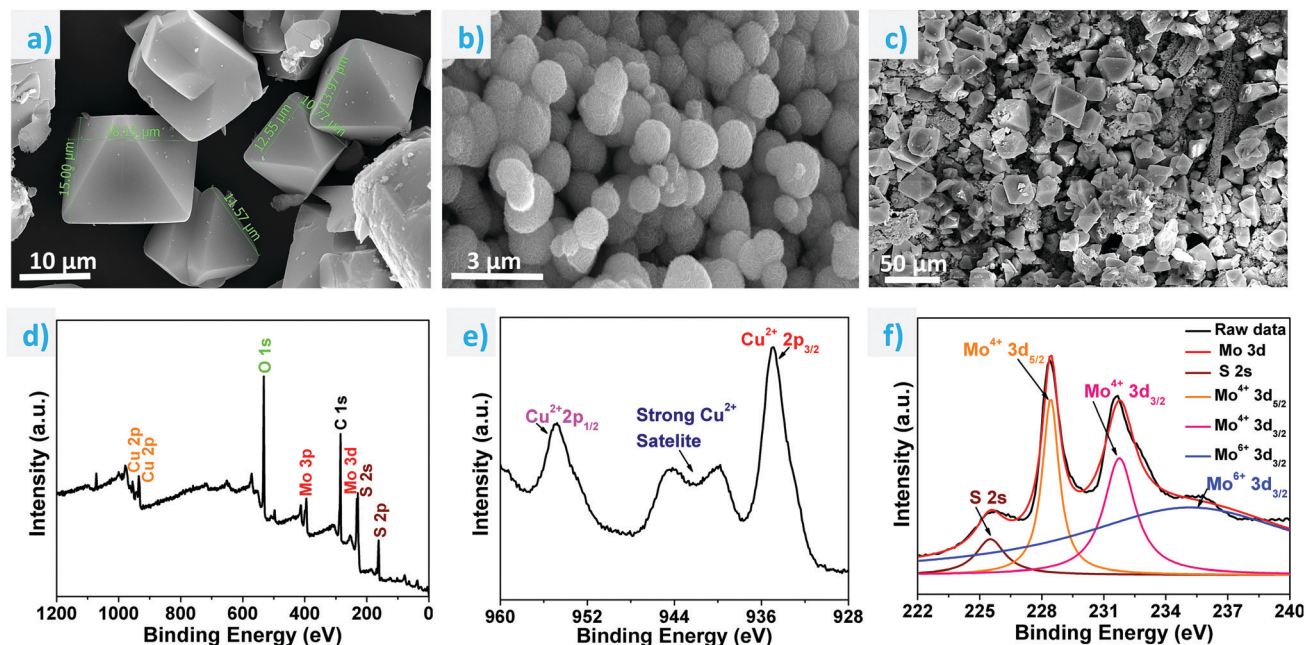 a)
18.15 µm
15.00 µm
12.55 µm
10.77 µm
13.97 µm
11.57 µm
10 µm
b)
3 µm
c)
50 µm
d)
Intensity (a.u.)
Cu 2p
Cu 2p
O 1s
Mo 3p
C 1s
Mo 3d
S 2s
S 2p
1200 1000 800 600 400 200 0
Binding Energy (eV)
e)
Intensity (a.u.)
Cu²⁺2p₁/₂
Strong Cu²⁺
Satelite
Cu²⁺ 2p₃/₂
960 952 944 936 928
Binding Energy (eV)
f)
Intensity (a.u.)
S 2s
Mo⁴⁺ 3d₅/₂
Mo⁴⁺ 3d₃/₂
Mo⁶⁺ 3d₃/₂
Raw data
Mo 3d
S 2s
Mo⁴⁺ 3d₅/₂
Mo⁴⁺ 3d₃/₂
Mo⁶⁺ 3d₃/₂
222 225 228 231 234 237 240
Binding Energy (eV)